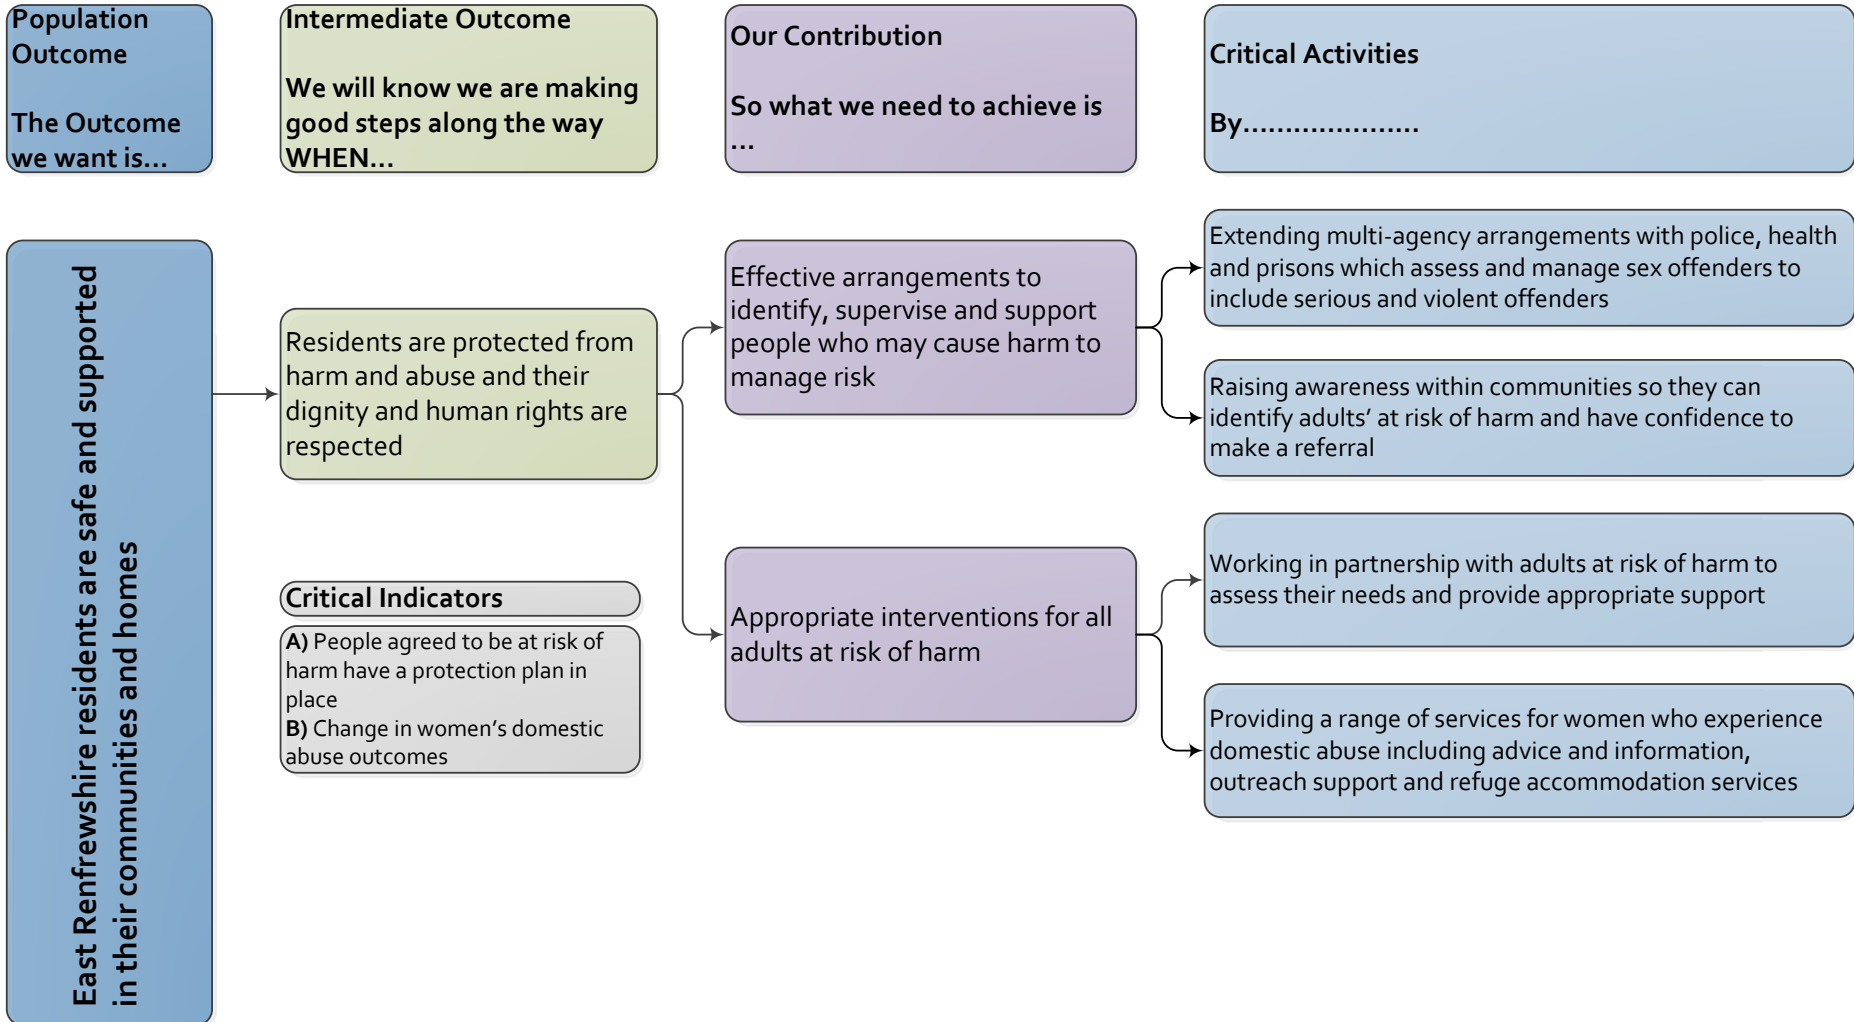 Population
Outcome
The Outcome
we want is...
Intermediate Outcome
We will know we are making
good steps along the way
WHEN...
Our Contribution
So what we need to achieve is
...
Critical Activities
By.....................
East Renfrewshire residents are safe and supported
in their communities and homes
Residents are protected from
harm and abuse and their
dignity and human rights are
respected
Critical Indicators
A) People agreed to be at risk of
harm have a protection plan in
place
B) Change in women’s domestic
abuse outcomes
Effective arrangements to
identify, supervise and support
people who may cause harm to
manage risk
Appropriate interventions for all
adults at risk of harm
Extending multi-agency arrangements with police, health
and prisons which assess and manage sex offenders to
include serious and violent offenders
Raising awareness within communities so they can
identify adults’ at risk of harm and have confidence to
make a referral
Working in partnership with adults at risk of harm to
assess their needs and provide appropriate support
Providing a range of services for women who experience
domestic abuse including advice and information,
outreach support and refuge accommodation services